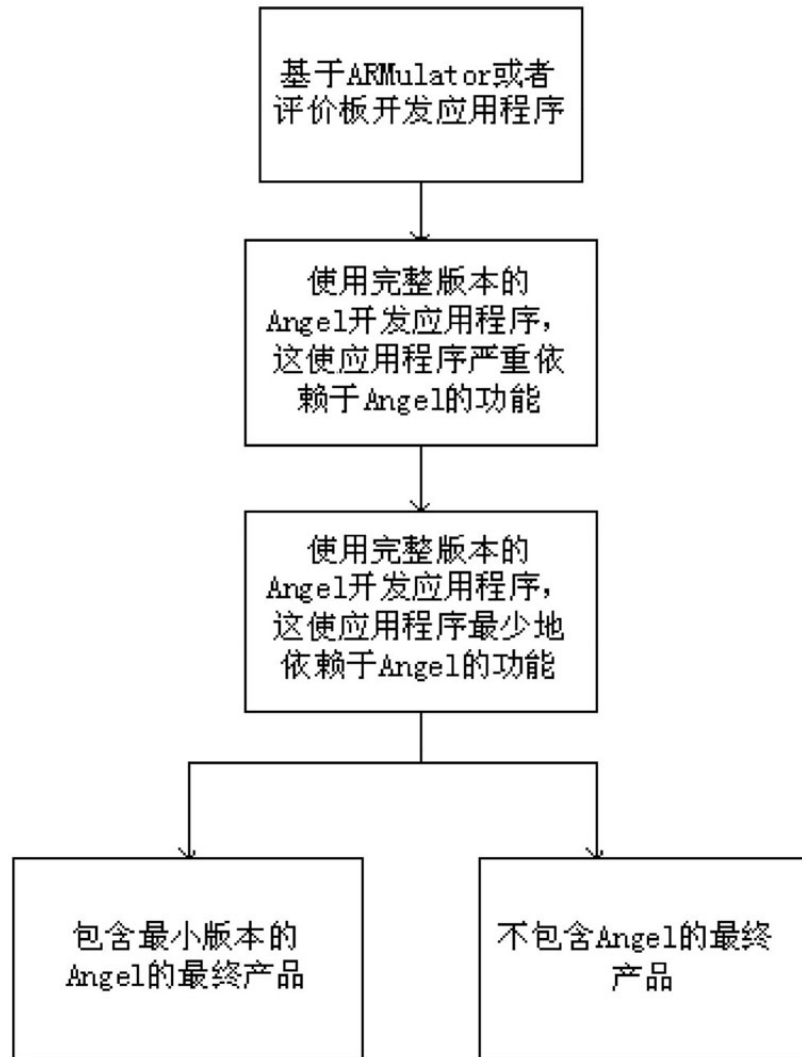 基于ARMulator或者
评价板开发应用程序
使用完整版本的
Angel开发应用程序，
这使应用程序严重依
赖于Angel的功能
使用完整版本的
Angel开发应用程序，
这使应用程序最少地
依赖于Angel的功能
包含最小版本的
Angel的最终产品
不包含Angel的最终
产品